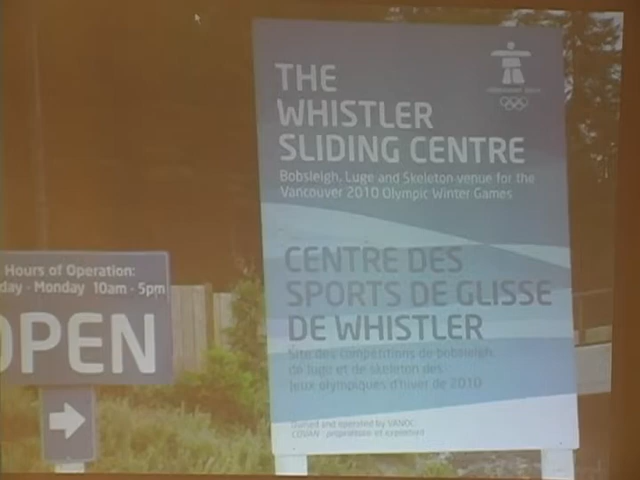 THE
WHISTLER
SLIDING CENTRE
Bobsleigh, Luge and Skeleton venue for the
Vancouver 2010 Olympic Winter Games
CENTRE DES
SPORTS DE GLISSE
DE WHISTLER
Site des compétitions de bobsleigh,
de luge et de skeleton des
Jeux olympiques d'hiver de 2010
Owned and operated by VANOC
COVAN - propriétaire et exploitant
Hours of Operation:
day - Monday 10am - 5pm
OPEN